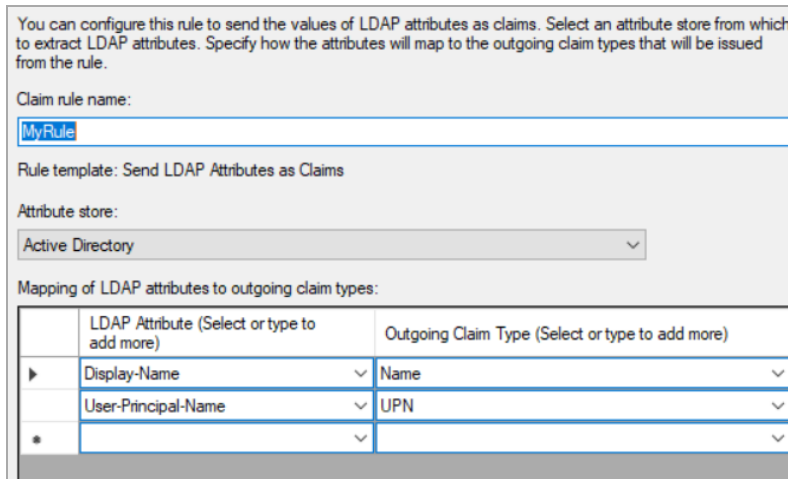 You can configure this rule to send the values of LDAP attributes as claims. Select an attribute store from which
to extract LDAP attributes. Specify how the attributes will map to the outgoing claim types that will be issued
from the rule.
Claim rule name:
MyRule
Rule template: Send LDAP Attributes as Claims
Attribute store:
Active Directory
Mapping of LDAP attributes to outgoing claim types:
LDAP Attribute (Select or type to
add more)
Outgoing Claim Type (Select or type to add more)
Display-Name
Name
User-Principal-Name
UPN